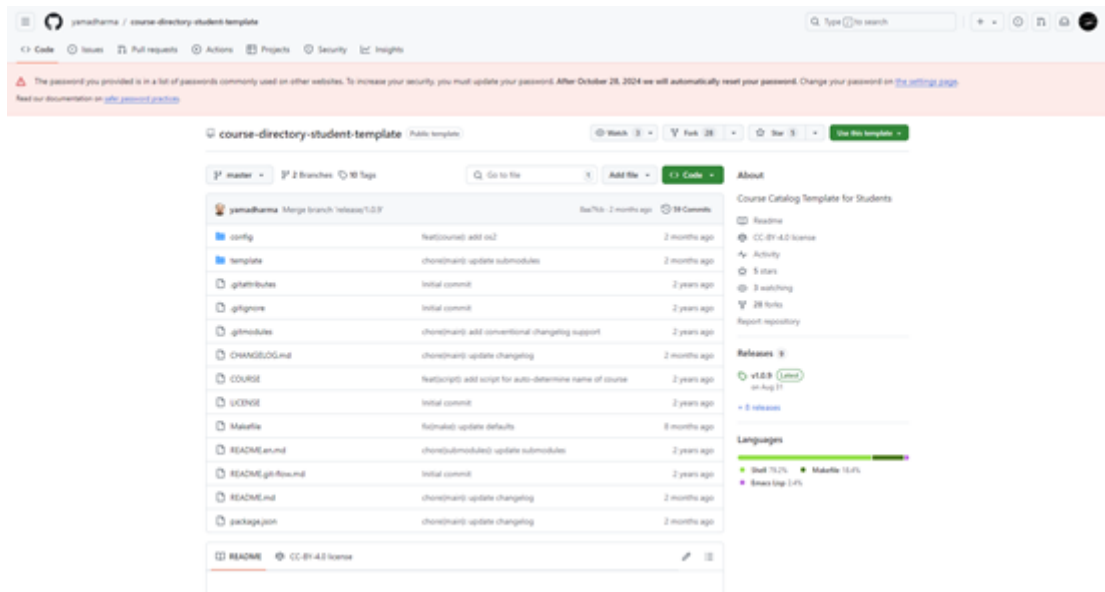 yamadharma / course-directory-student-template
Type / to search
Code Issues Pull requests Actions Projects Security Insights
The password you provided is in a list of passwords commonly used on other websites. To increase your security, you must update your password. After October 28, 2024 we will automatically reset your password. Change your password on the settings page.
Read our documentation on safer password practices.
course-directory-student-template Public template
Watch 3 Fork 28 Star 5 Use this template
master 2 Branches 10 Tags Go to file t Add file Code
yamadharma Merge branch 'release/1.0.9' 2 months ago 38 Commits
config feat(course): add os2 2 months ago
template chore(main): update submodules 2 months ago
.gitattributes Initial commit 2 years ago
.gitignore Initial commit 2 years ago
.gitmodules chore(main): add conventional changelog support 2 years ago
CHANGELOG.md chore(main): update changelog 2 months ago
COURSE feat(script): add script for auto-determine name of course 2 years ago
LICENSE Initial commit 2 years ago
Makefile fix(make): update defaults 8 months ago
README.en.md chore(submodules): update submodules 2 years ago
README.git-flow.md Initial commit 2 years ago
README.md chore(main): update changelog 2 months ago
package.json chore(main): update changelog 2 months ago
README CC-BY-4.0 license
About
Course Catalog Template for Students
Readme
CC-BY-4.0 license
Activity
5 stars
3 watching
28 forks
Report repository
Releases 9
v1.0.9 Latest
on Aug 31
+ 8 releases
Languages
Shell 79.2% Makefile 18.4%
Emacs Lisp 2.4%